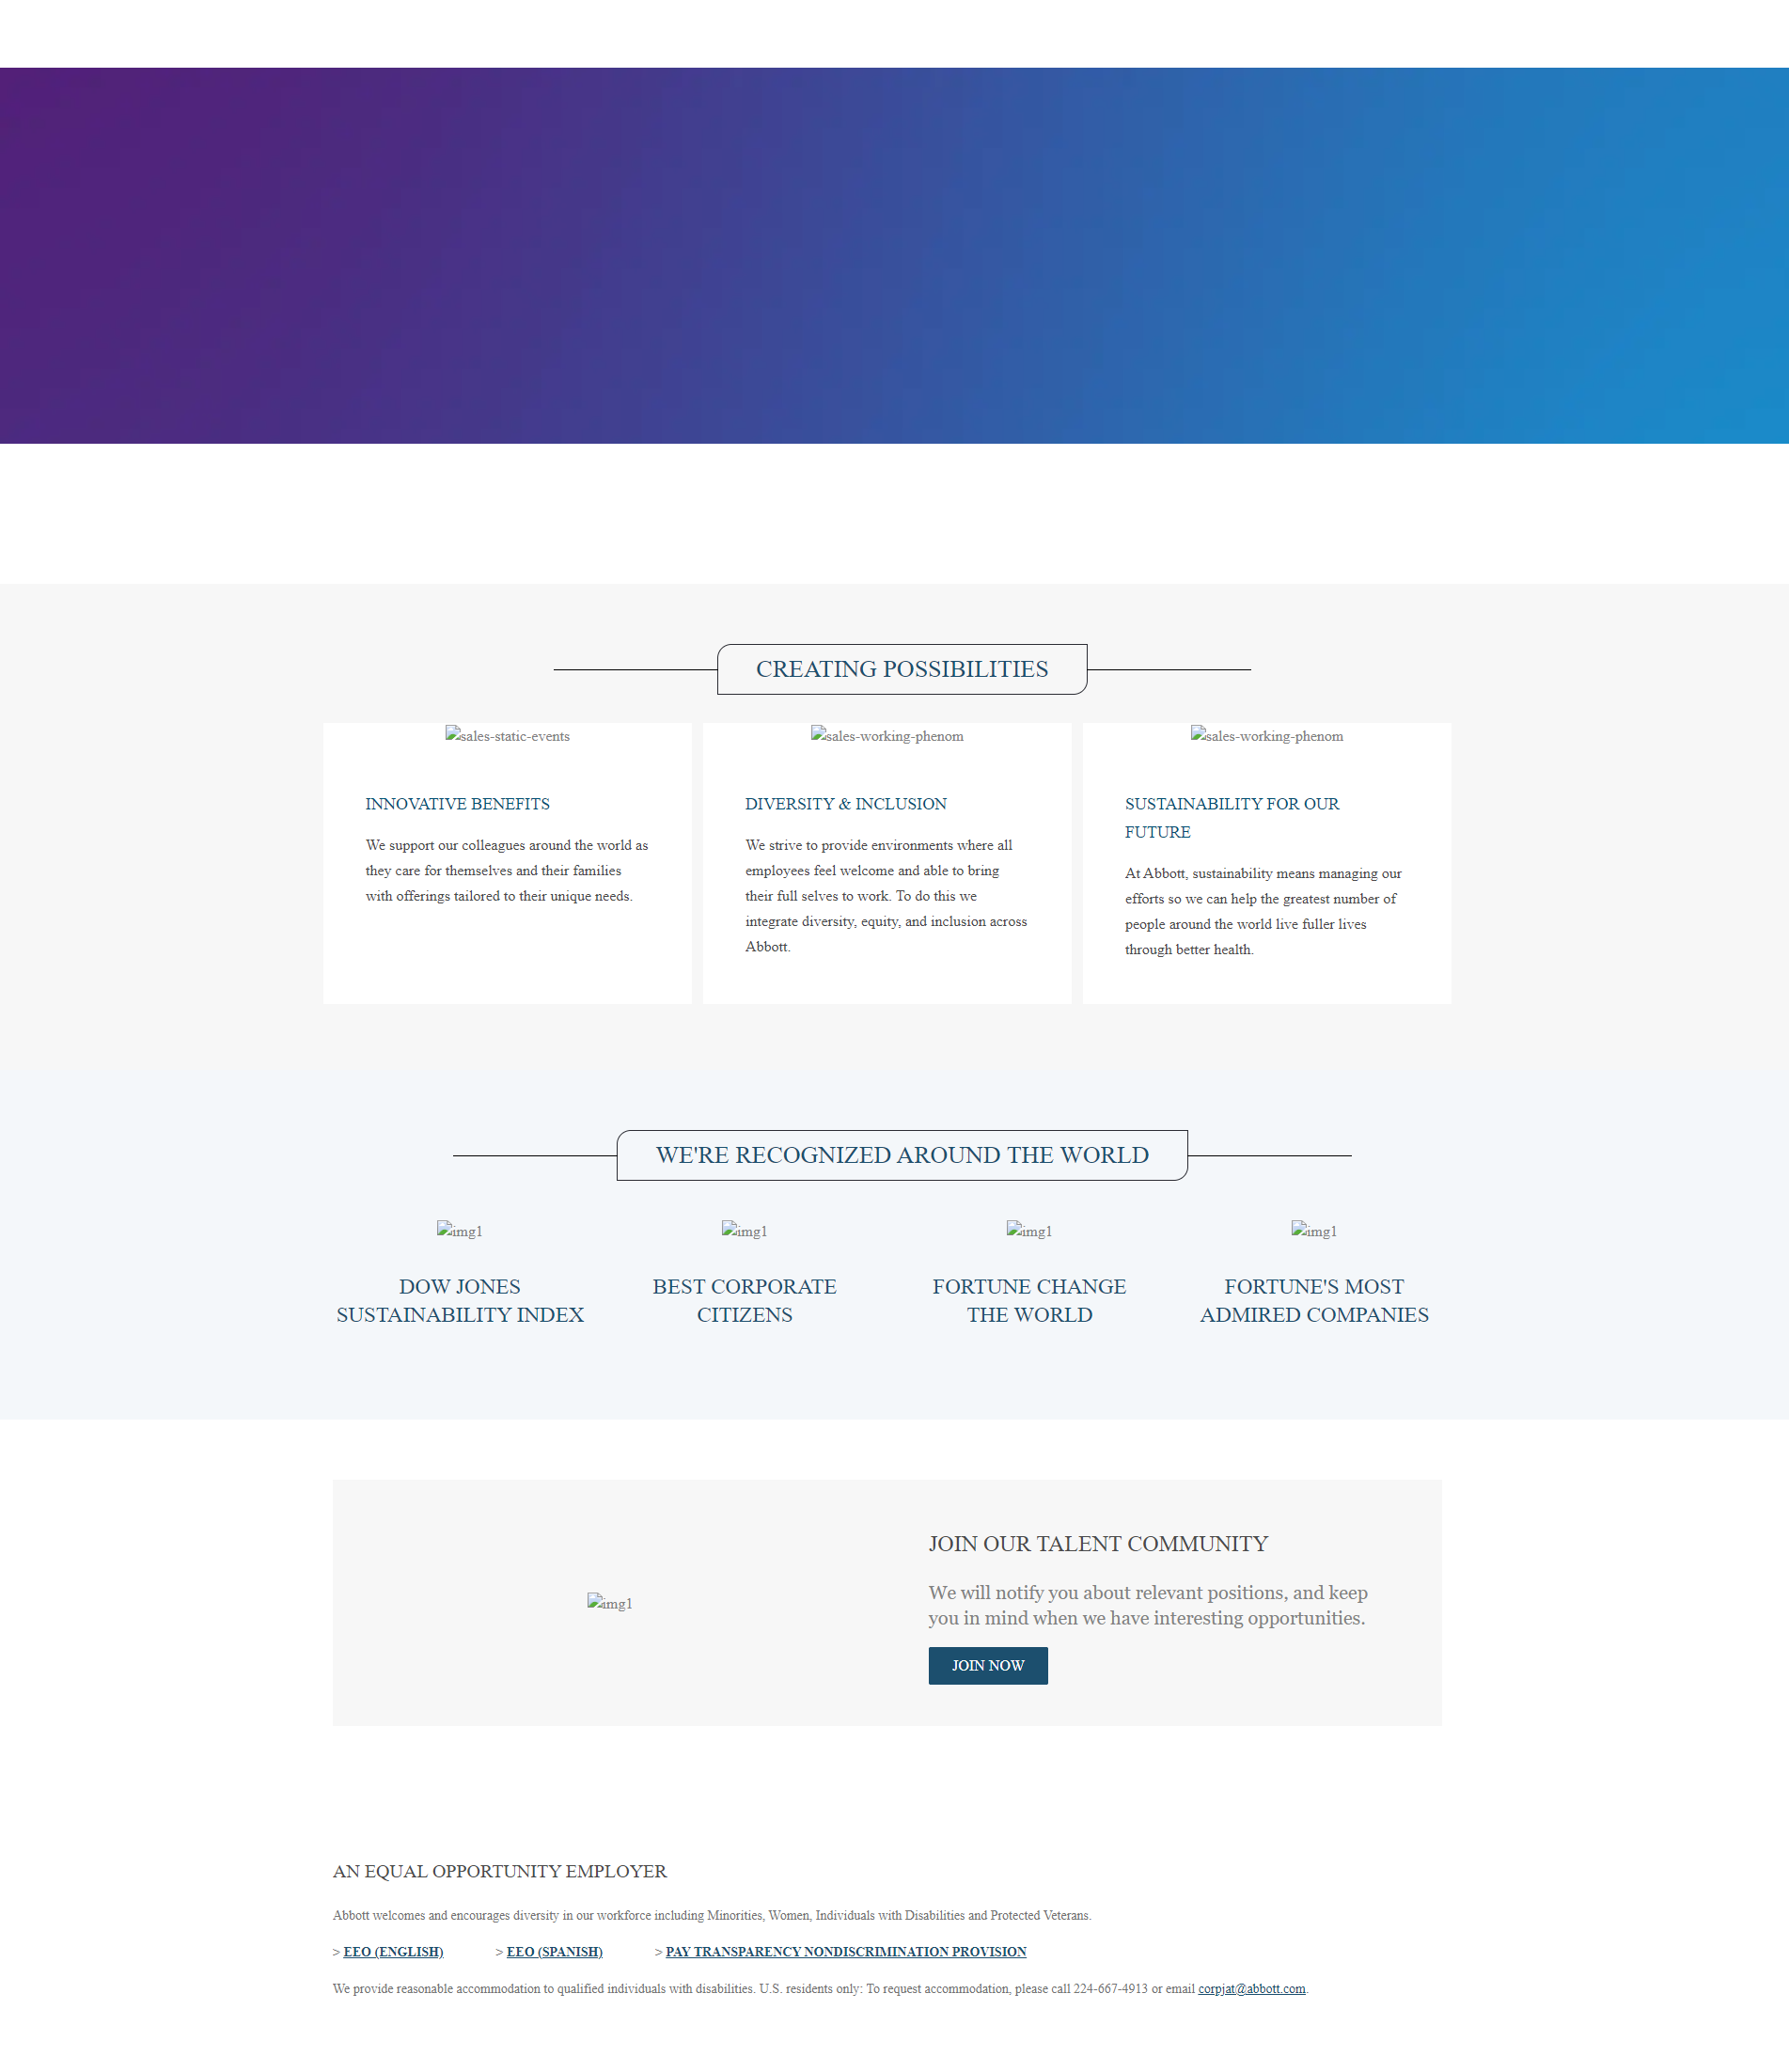 CREATING POSSIBILITIES
sales-static-events
INNOVATIVE BENEFITS
We support our colleagues around the world as
they care for themselves and their families
with offerings tailored to their unique needs.
sales-working-phenom
DIVERSITY & INCLUSION
We strive to provide environments where all
employees feel welcome and able to bring
their full selves to work. To do this we
integrate diversity, equity, and inclusion across
Abbott.
sales-working-phenom
SUSTAINABILITY FOR OUR
FUTURE
At Abbott, sustainability means managing our
efforts so we can help the greatest number of
people around the world live fuller lives
through better health.
WE'RE RECOGNIZED AROUND THE WORLD
img1
DOW JONES
SUSTAINABILITY INDEX
img1
BEST CORPORATE
CITIZENS
img1
FORTUNE CHANGE
THE WORLD
img1
FORTUNE'S MOST
ADMIRED COMPANIES
img1
JOIN OUR TALENT COMMUNITY
We will notify you about relevant positions, and keep
you in mind when we have interesting opportunities.
JOIN NOW
AN EQUAL OPPORTUNITY EMPLOYER
Abbott welcomes and encourages diversity in our workforce including Minorities, Women, Individuals with Disabilities and Protected Veterans.
> EEO (ENGLISH) > EEO (SPANISH) > PAY TRANSPARENCY NONDISCRIMINATION PROVISION
We provide reasonable accommodation to qualified individuals with disabilities. U.S. residents only: To request accommodation, please call 224-667-4913 or email corpjat@abbott.com.